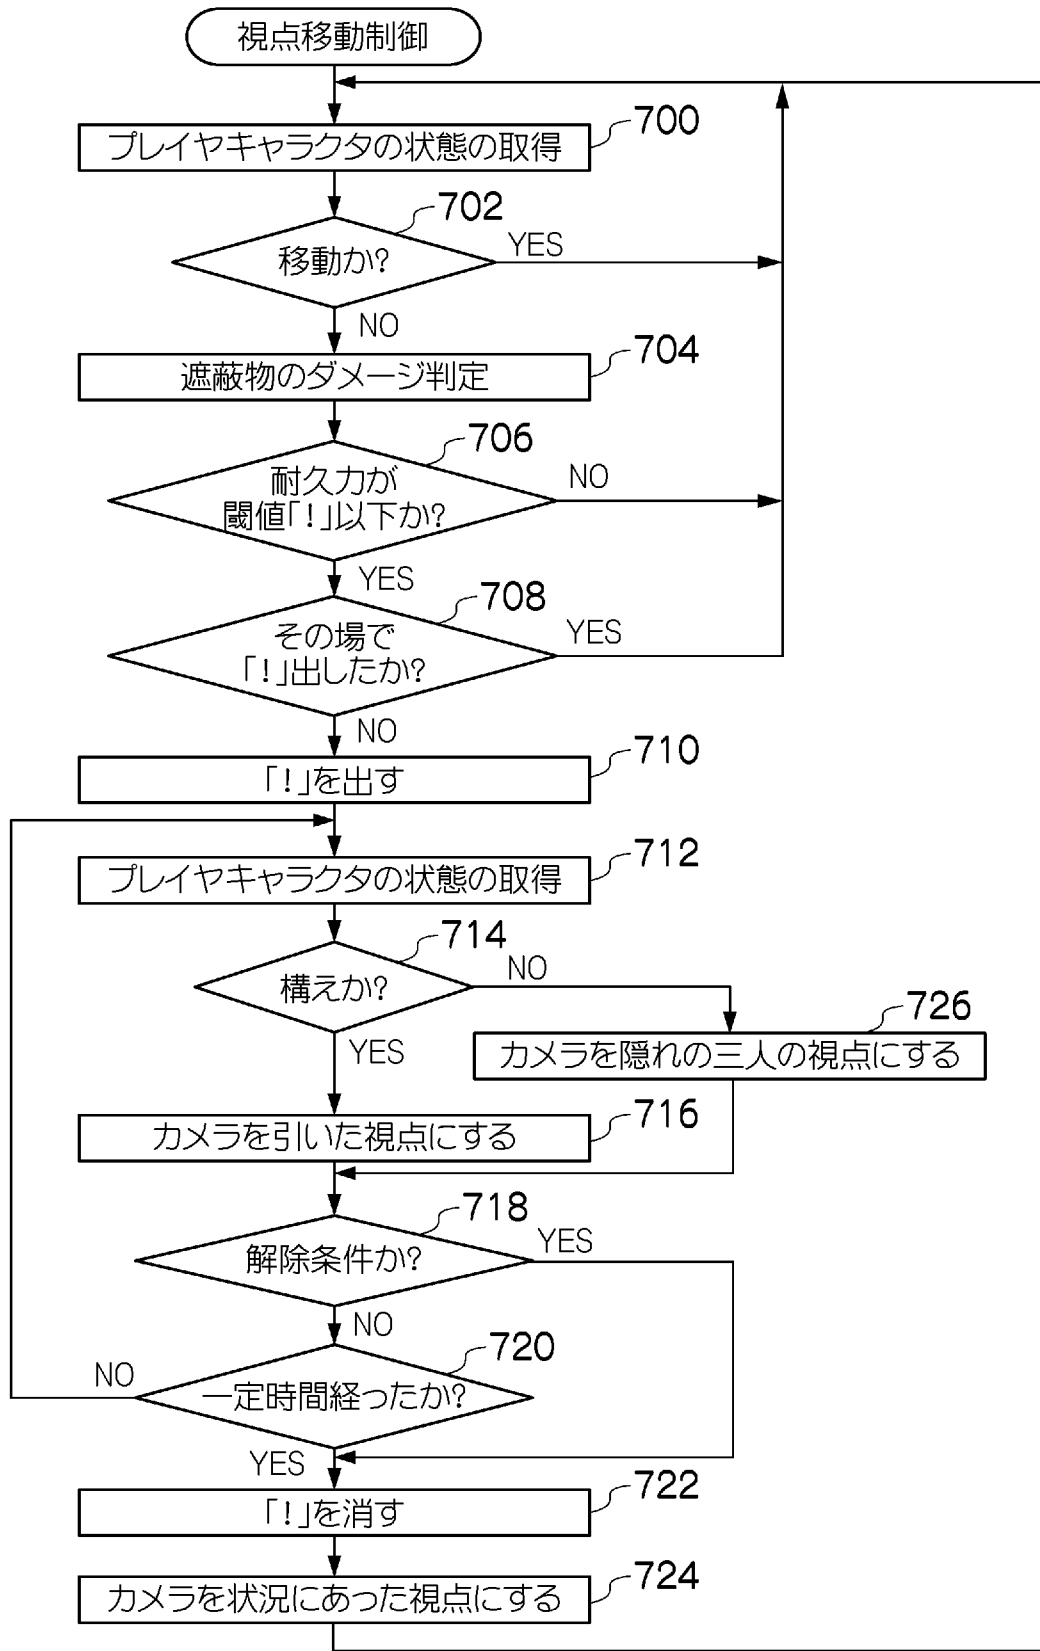 視点移動制御
700
プレイヤキャラクタの状態の取得
702
移動か?
YES
NO
704
遮蔽物のダメージ判定
706
耐久力が
閾値「!」以下か?
NO
YES
708
その場で
「!」出したか?
YES
NO
710
「!」を出す
712
プレイヤキャラクタの状態の取得
714
構えか?
NO
YES
726
カメラを隠れの三人の視点にする
716
カメラを引いた視点にする
718
解除条件か?
YES
NO
720
一定時間経ったか?
NO
YES
722
「!」を消す
724
カメラを状況にあった視点にする